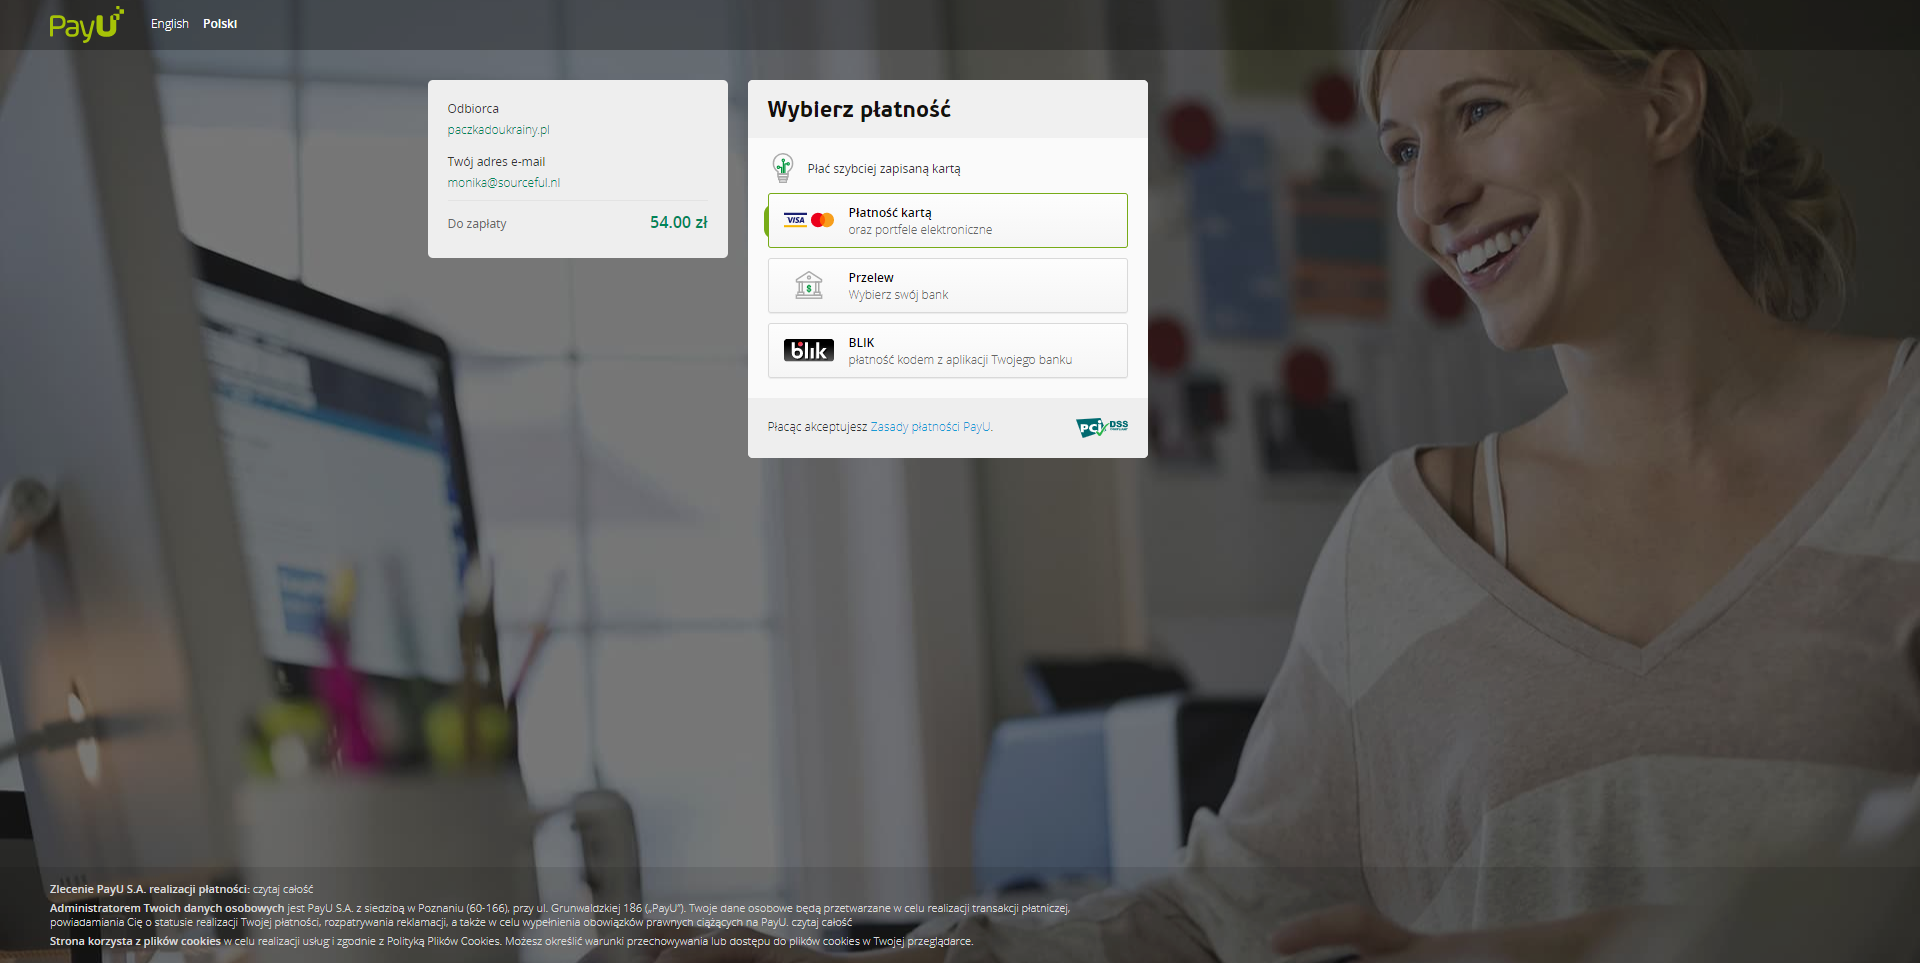 PayU English Polski
Odbiorca
paczkadoukrainy.pl
Twój adres e-mail
monika@sourceful.nl
Do zapłaty 54.00 zł
Wybierz płatność
Płać szybciej zapisaną kartą
VISA
Płatność kartą
oraz portfele elektroniczne
Przelew
Wybierz swój bank
blik
BLIK
płatność kodem z aplikacji Twojego banku
Płacąc akceptujesz Zasady płatności PayU.
PCI DSS
Zlecenie PayU S.A. realizacji płatności: czytaj całość
Administratorem Twoich danych osobowych jest PayU S.A. z siedzibą w Poznaniu (60-166), przy ul. Grunwaldzkiej 186 („PayU”). Twoje dane osobowe będą przetwarzane w celu realizacji transakcji płatniczej,
powiadamiania Cię o statusie realizacji Twojej płatności, rozpatrywania reklamacji, a także w celu wypełnienia obowiązków prawnych ciążących na PayU. czytaj całość
Strona korzysta z plików cookies w celu realizacji usług i zgodnie z Polityką Plików Cookies. Możesz określić warunki przechowywania lub dostępu do plików cookies w Twojej przeglądarce.